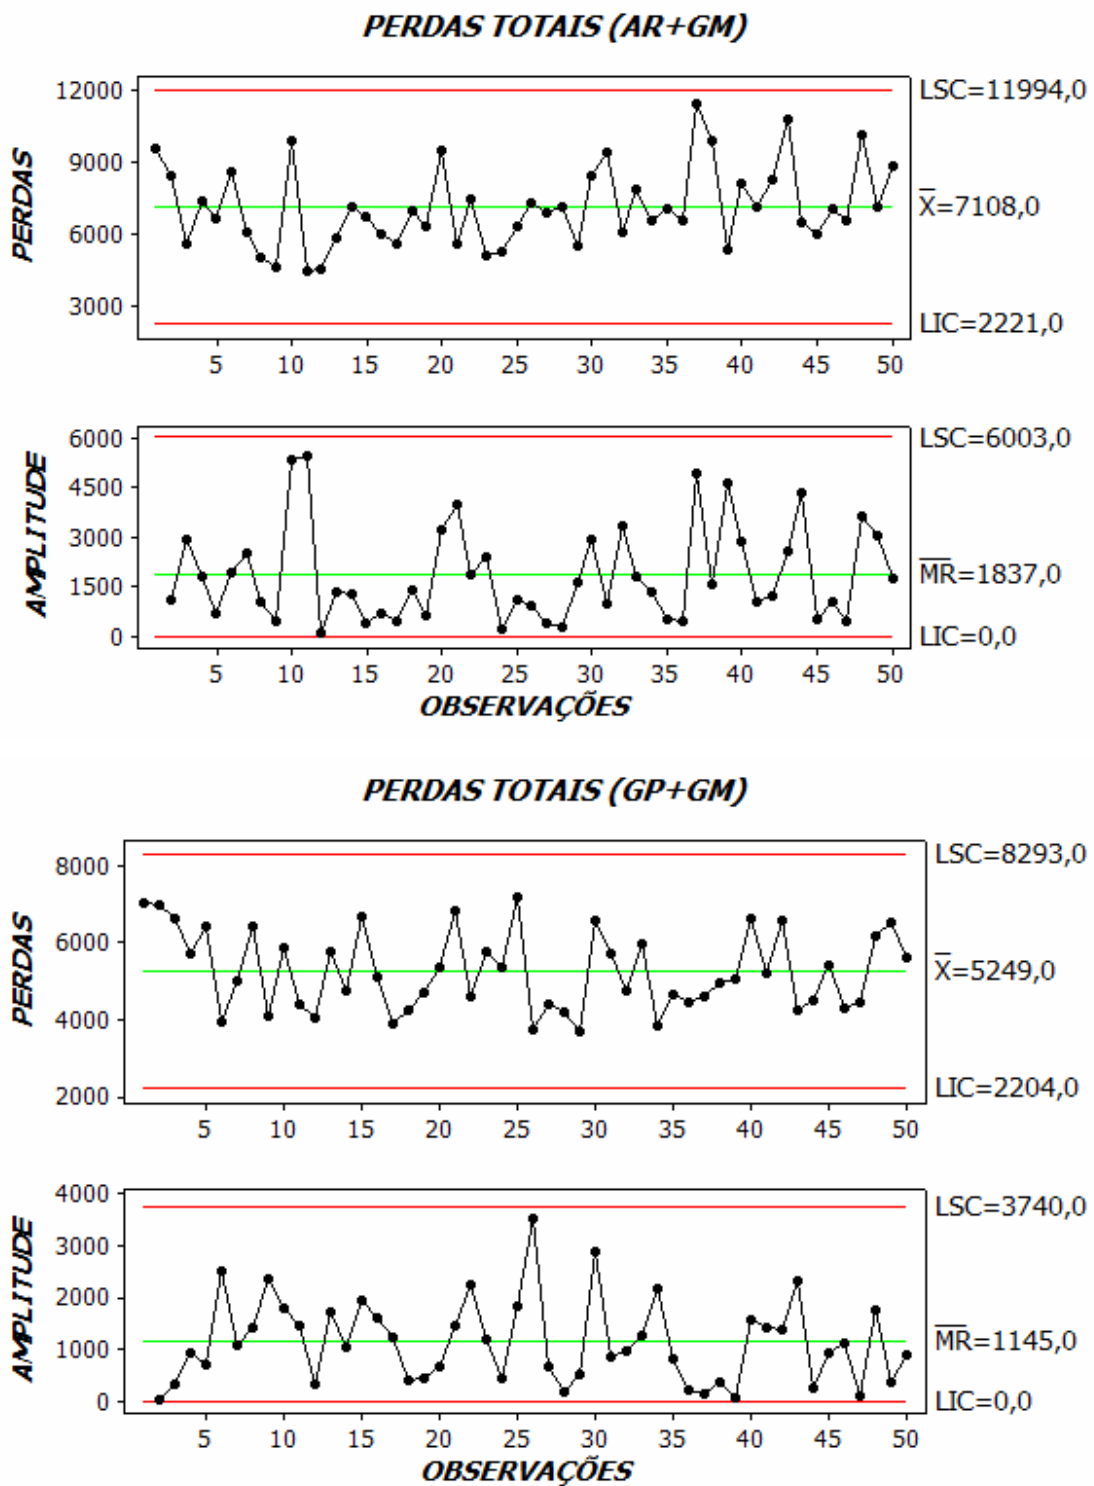 PERDAS TOTAIS (AR+GM)
PERDAS
12000
9000
6000
3000
LSC=11994,0
X̅=7108,0
LIC=2221,0
5 10 15 20 25 30 35 40 45 50
AMPLITUDE
6000
4500
3000
1500
0
LSC=6003,0
M̅R̅=1837,0
LIC=0,0
5 10 15 20 25 30 35 40 45 50
OBSERVAÇÕES
PERDAS TOTAIS (GP+GM)
PERDAS
8000
6000
4000
2000
LSC=8293,0
X̅=5249,0
LIC=2204,0
5 10 15 20 25 30 35 40 45 50
AMPLITUDE
4000
3000
2000
1000
0
LSC=3740,0
M̅R̅=1145,0
LIC=0,0
5 10 15 20 25 30 35 40 45 50
OBSERVAÇÕES